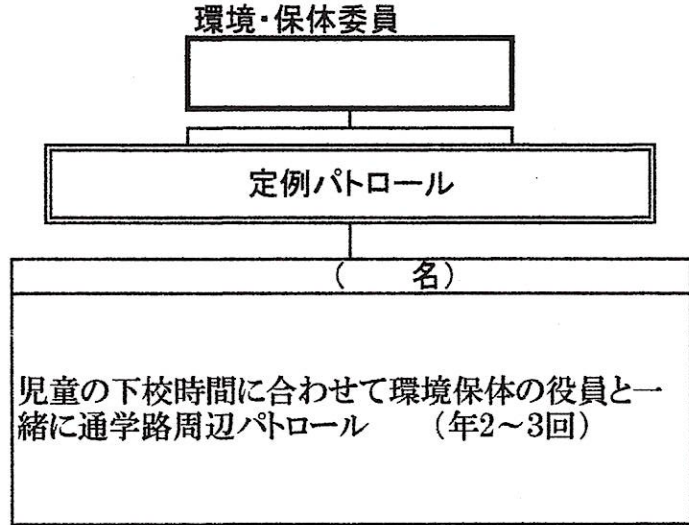 環境・保体委員
定例パトロール
(　　名)
児童の下校時間に合わせて環境保体の役員と一
緒に通学路周辺パトロール　　（年2～3回）